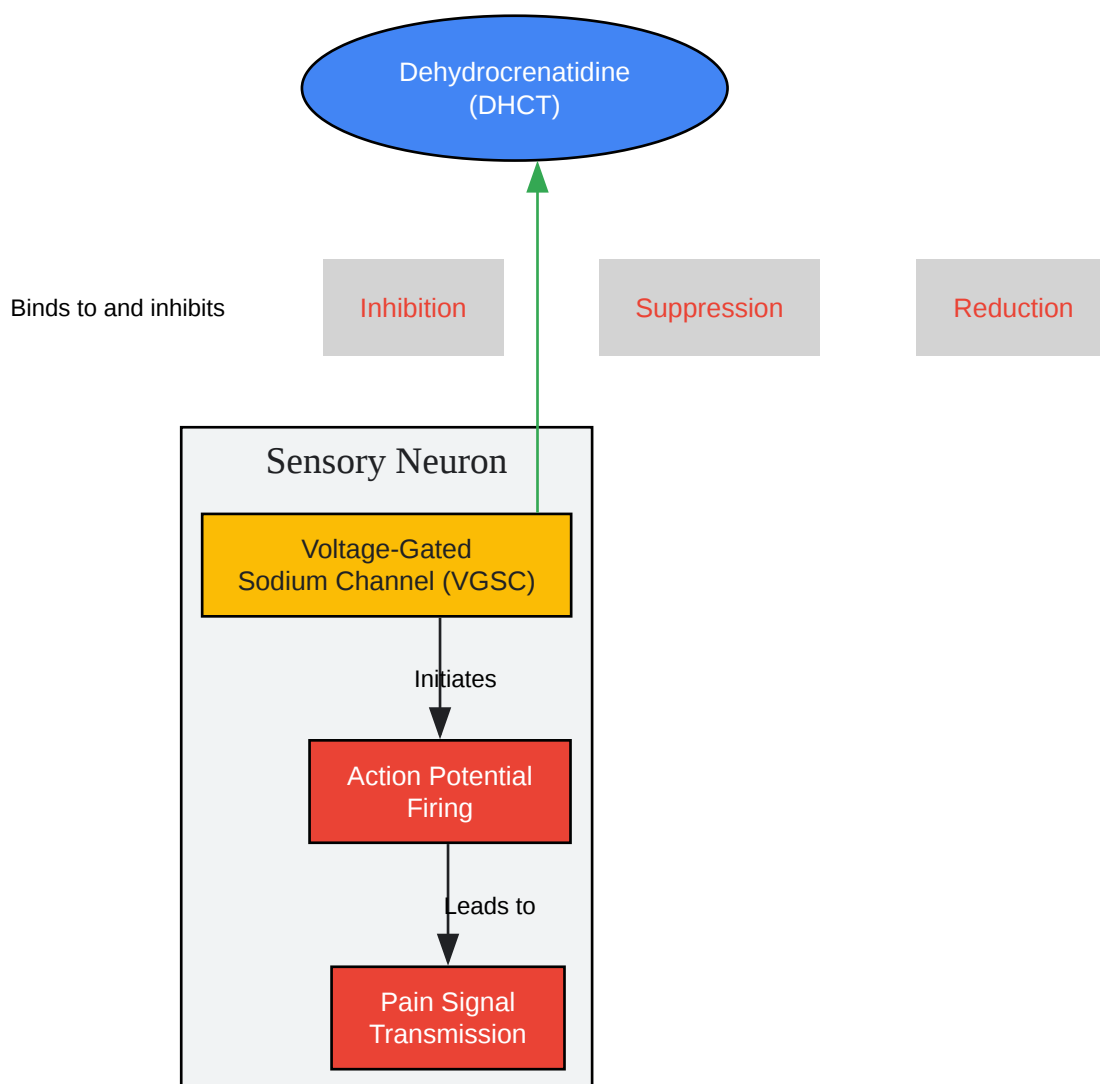 Dehydrocrenatidine
(DHCT)
Binds to and inhibits
Inhibition
Suppression
Reduction
Sensory Neuron
Voltage-Gated
Sodium Channel (VGSC)
Initiates
Action Potential
Firing
Leads to
Pain Signal
Transmission